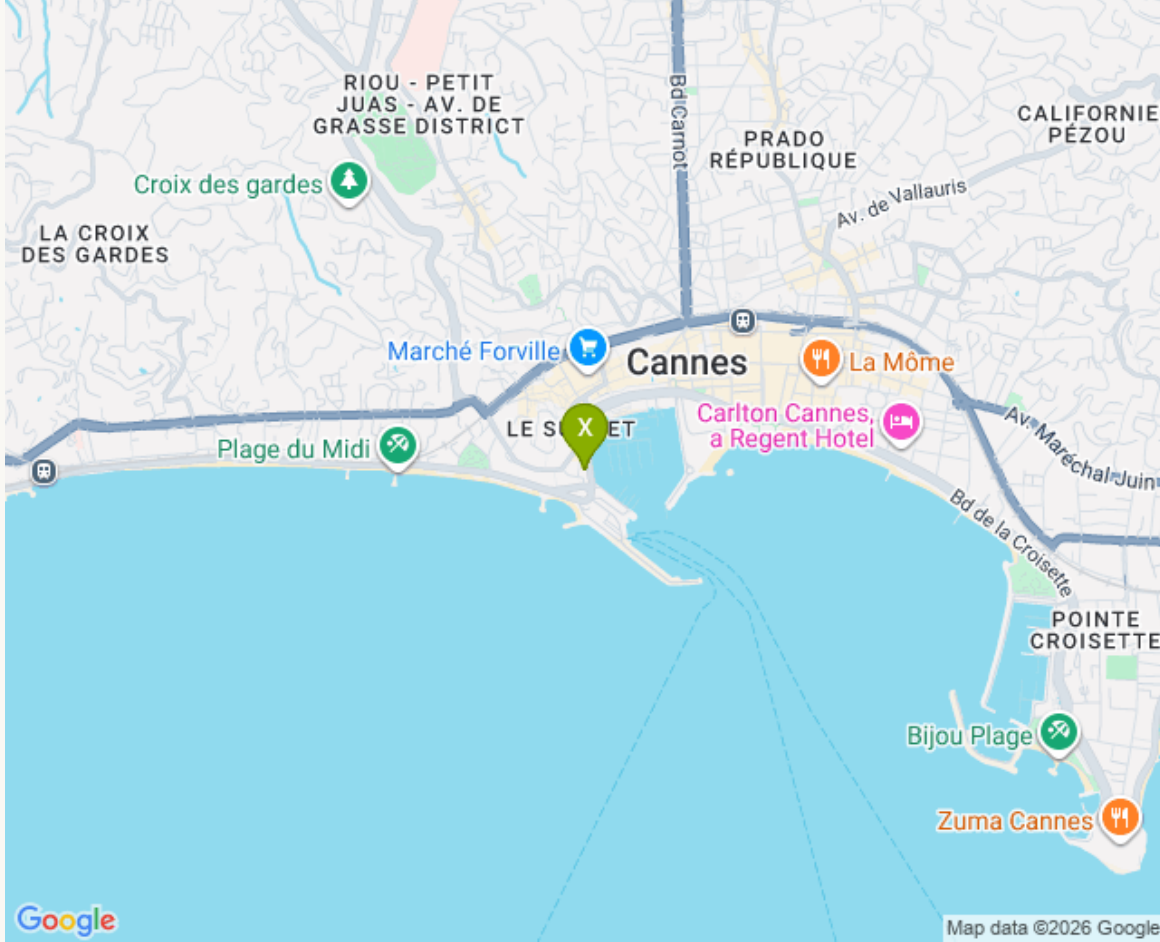 RIOU - PETIT
JUAS - AV. DE
GRASSE DISTRICT
Bd Carnot
PRADO
RÉPUBLIQUE
CALIFORNIE
PÉZOU
Croix des gardes
Av. de Vallauris
LA CROIX
DES GARDES
Marché Forville
Cannes
La Môme
Carlton Cannes,
a Regent Hotel
X
LE
ET
Plage du Midi
Av. Maréchal-Juin
Bd de la Croisette
POINTE
CROISETTE
Bijou Plage
Zuma Cannes
Google
Map data ©2026 Google